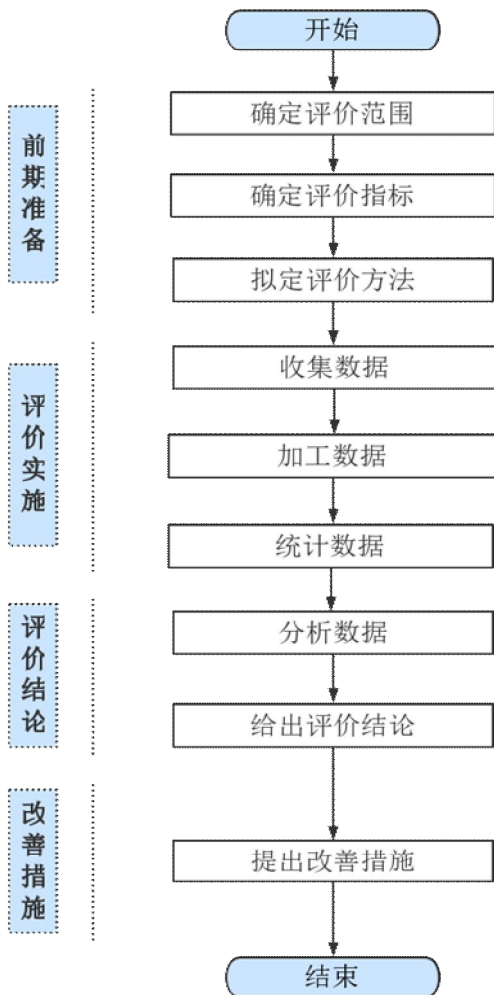 开始
前期准备
确定评价范围
确定评价指标
拟定评价方法
评价实施
收集数据
加工数据
统计数据
评价结论
分析数据
给出评价结论
改善措施
提出改善措施
结束